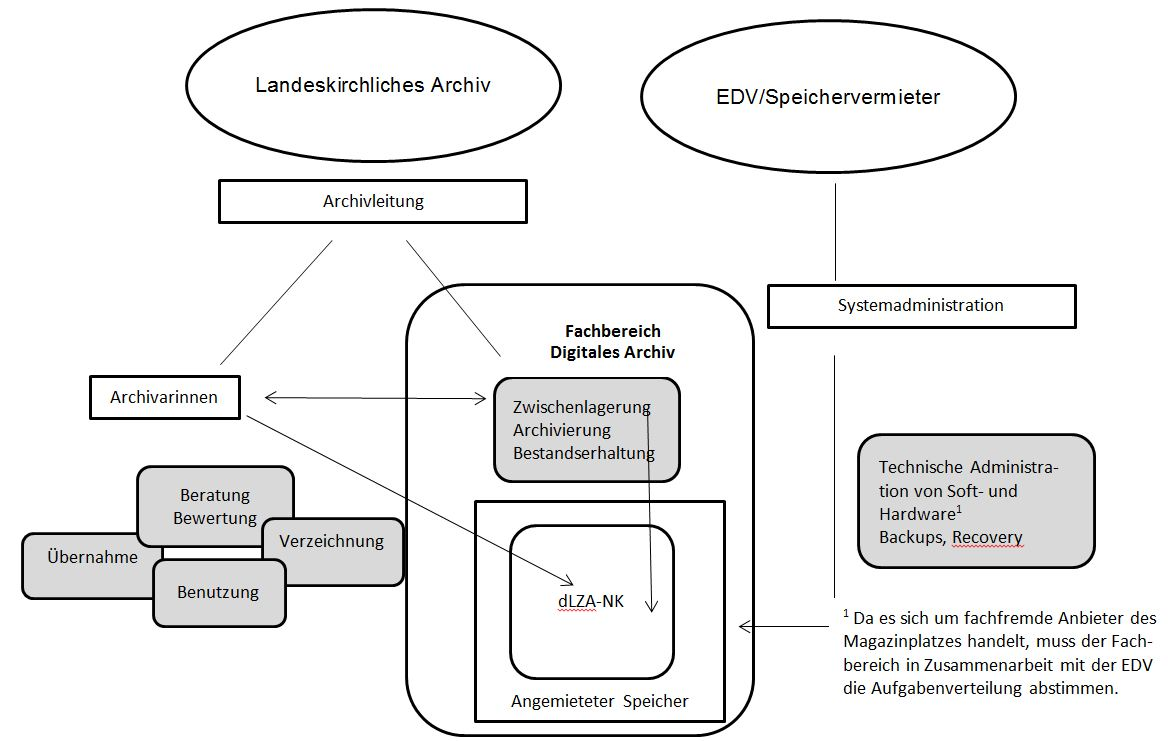 Landeskirchliches Archiv
EDV/Speichervermieter
Archivleitung
Systemadministration
Fachbereich
Digitales Archiv
Archivarinnen
Zwischenlagerung
Archivierung
Bestandserhaltung
Technische Administra-
tion von Soft- und
Hardware¹
Backups, Recovery
Beratung
Bewertung
Verzeichnung
Übernahme
Benutzung
dLZA-NK
Angemieteter Speicher
¹ Da es sich um fachfremde Anbieter des
Magazinplatzes handelt, muss der Fach-
bereich in Zusammenarbeit mit der EDV
die Aufgabenverteilung abstimmen.